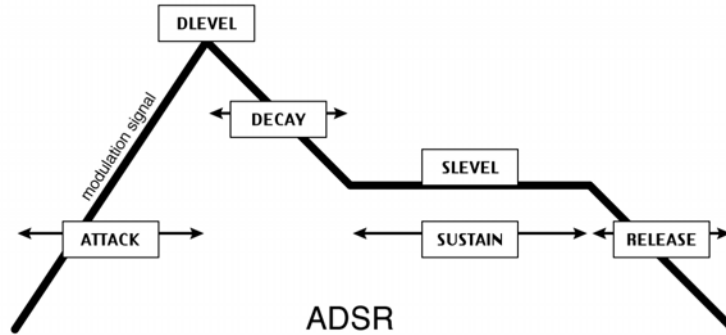 DLEVEL
modulation signal
DECAY
SLEVEL
ATTACK
SUSTAIN
RELEASE
ADSR